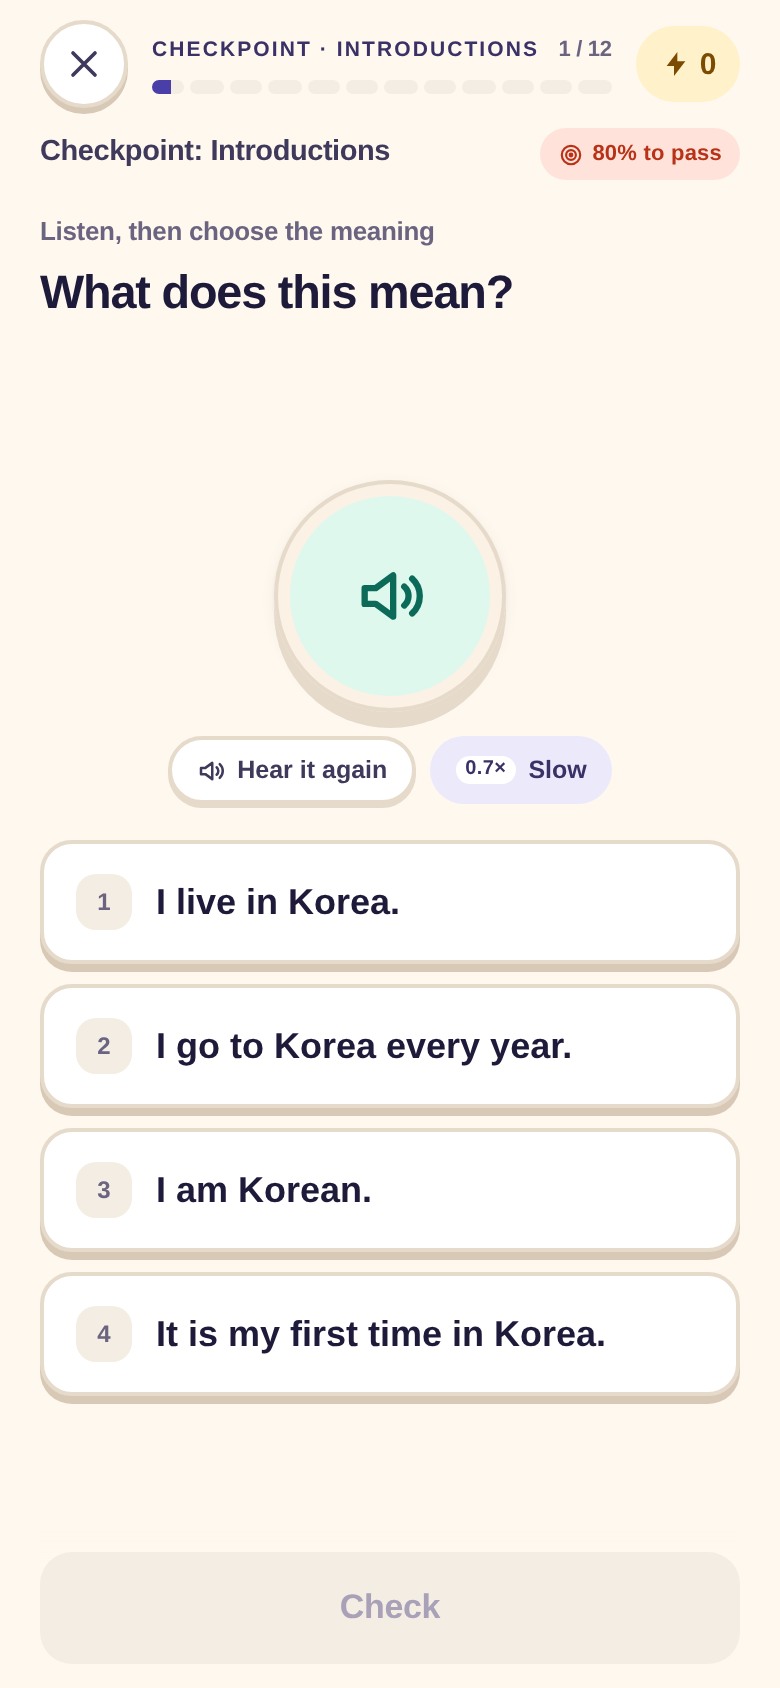 CHECKPOINT · INTRODUCTIONS 1 / 12
0
Checkpoint: Introductions
80% to pass
Listen, then choose the meaning
What does this mean?
Hear it again
0.7× Slow
1 I live in Korea.
2 I go to Korea every year.
3 I am Korean.
4 It is my first time in Korea.
Check